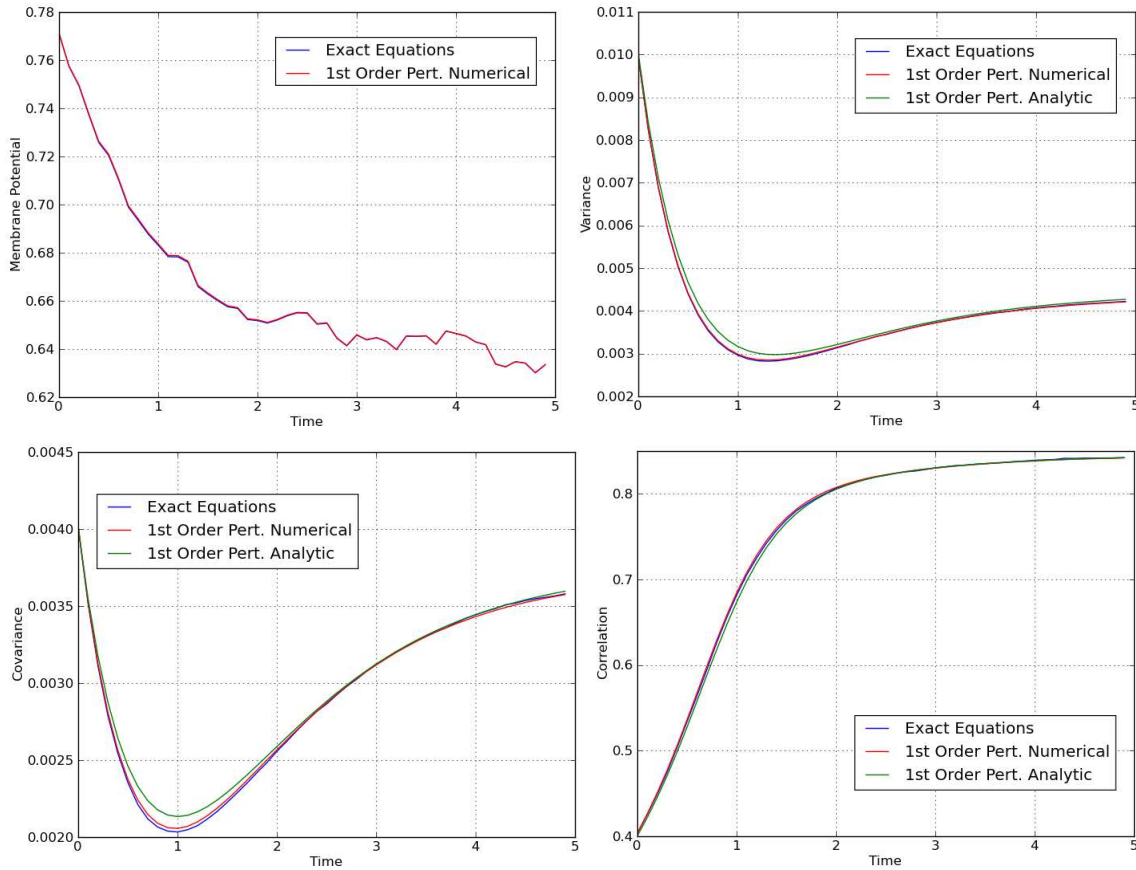 0.78
0.76
0.74
0.72
0.70
0.68
0.66
0.64
0.62
Membrane Potential
Exact Equations
1st Order Pert. Numerical
0 1 2 3 4 5
Time
0.011
0.010
0.009
0.008
0.007
0.006
0.005
0.004
0.003
0.002
Variance
Exact Equations
1st Order Pert. Numerical
1st Order Pert. Analytic
0 1 2 3 4 5
Time
0.0045
0.0040
0.0035
0.0030
0.0025
0.0020
Covariance
Exact Equations
1st Order Pert. Numerical
1st Order Pert. Analytic
0 1 2 3 4 5
Time
0.8
0.7
0.6
0.5
0.4
Correlation
Exact Equations
1st Order Pert. Numerical
1st Order Pert. Analytic
0 1 2 3 4 5
Time